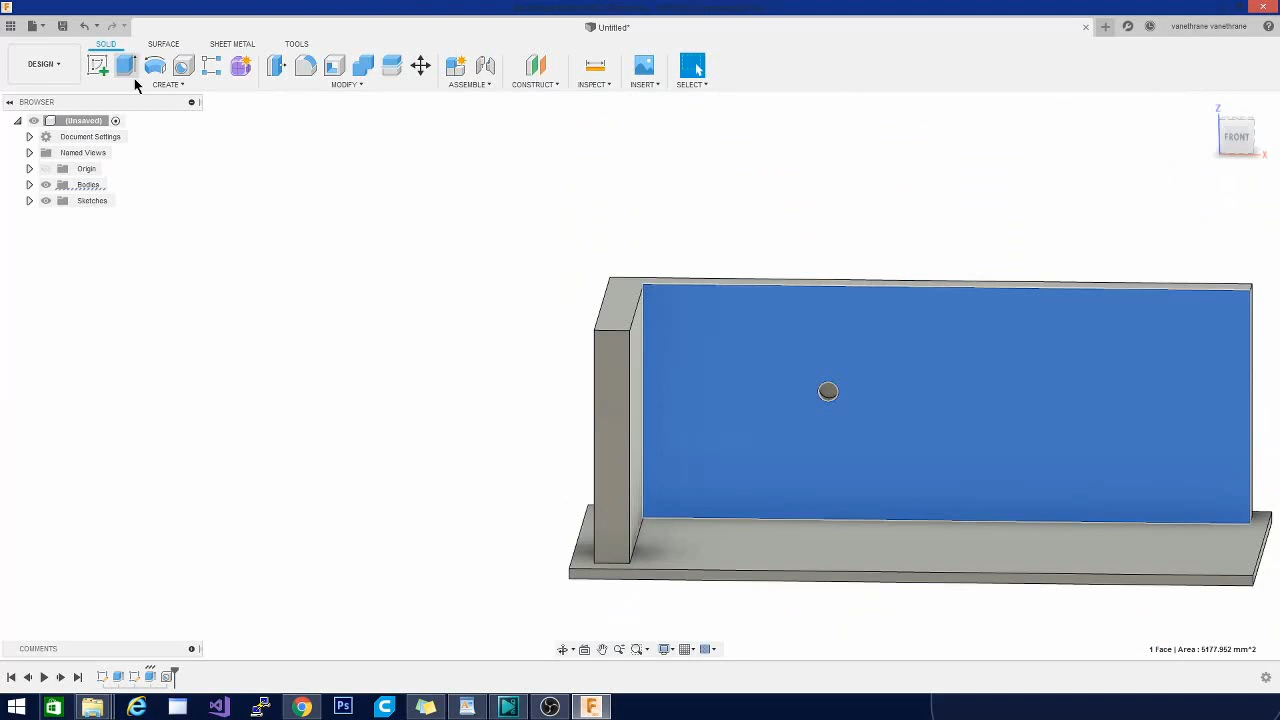 Untitled*
vanethrane vanethrane
SOLID
SURFACE
SHEET METAL
TOOLS
DESIGN
CREATE
MODIFY
ASSEMBLE
CONSTRUCT
INSPECT
INSERT
SELECT
BROWSER
(Unsaved)
Document Settings
Named Views
Origin
Bodies
Sketches
Z
FRONT
X
COMMENTS
1 Face | Area : 5177.952 mm^2
Ps